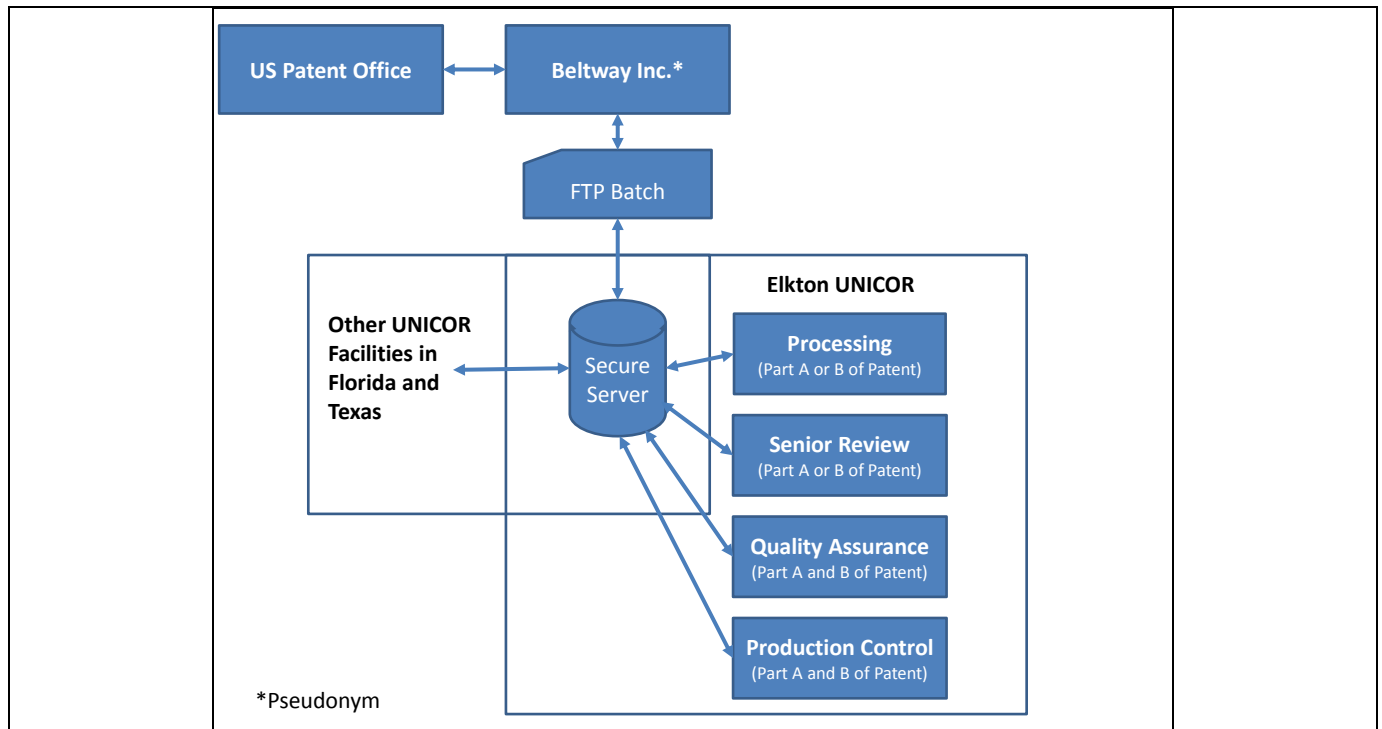 US Patent Office
Beltway Inc.*
FTP Batch
Elkton UNICOR
Other UNICOR
Facilities in
Florida and
Texas
Secure
Server
Processing
(Part A or B of Patent)
Senior Review
(Part A or B of Patent)
Quality Assurance
(Part A and B of Patent)
Production Control
(Part A and B of Patent)
*Pseudonym